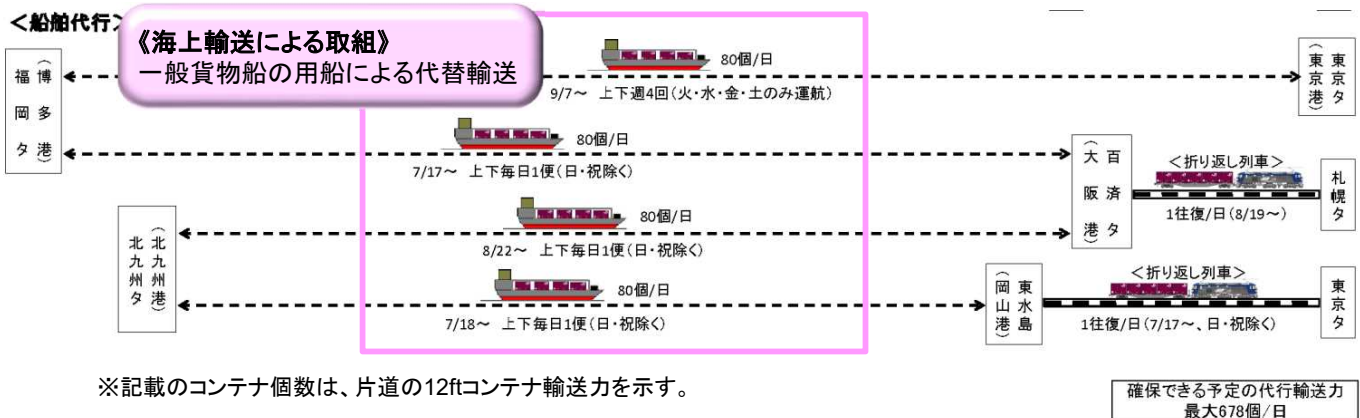 <船舶代行>
《海上輸送による取組》
一般貨物船の用船による代替輸送
福岡タ
(博多港)
80個/日
9/7~ 上下週4回(火・水・金・土のみ運航)
(東京港)
東京タ
80個/日
7/17~ 上下毎日1便(日・祝除く)
(大阪港)
百済タ
<折り返し列車>
1往復/日(8/19~)
札幌タ
北九州タ
(北九州港)
80個/日
8/22~ 上下毎日1便(日・祝除く)
80個/日
7/18~ 上下毎日1便(日・祝除く)
(岡山港)
東水島
<折り返し列車>
1往復/日(7/17~、日・祝除く)
東京タ
※記載のコンテナ個数は、片道の12ftコンテナ輸送力を示す。
確保できる予定の代行輸送力
最大678個/日